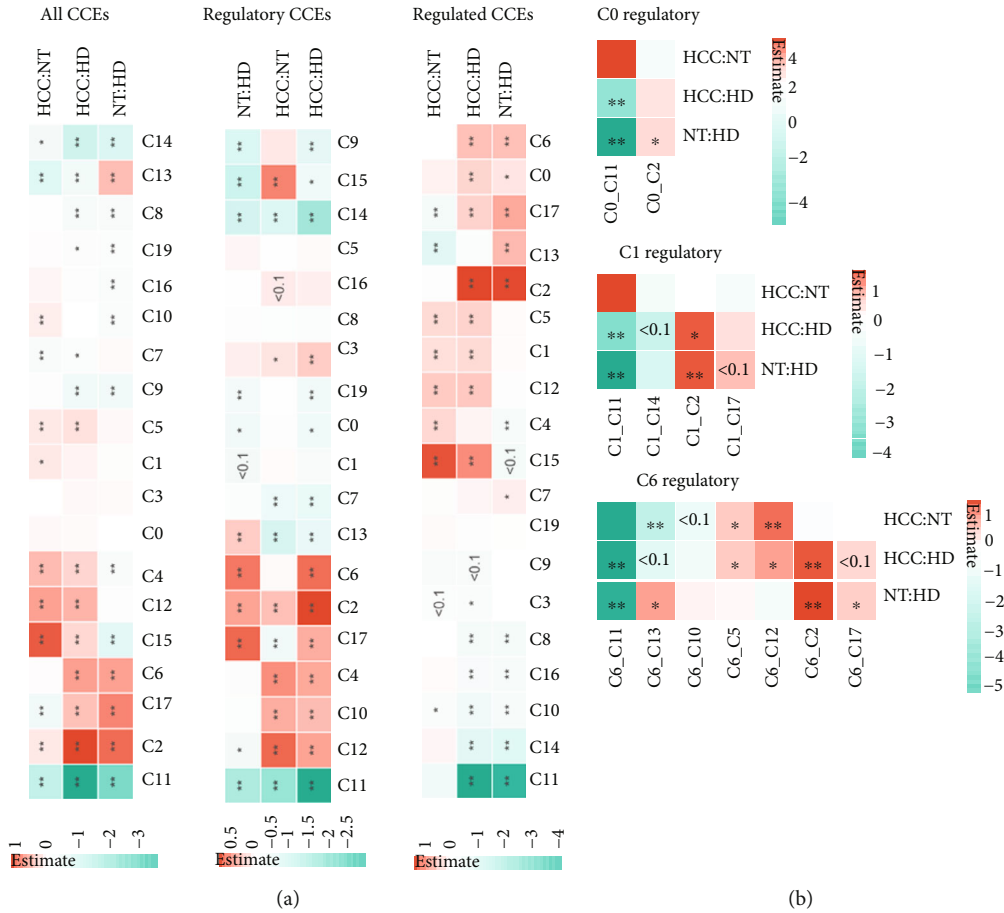 All CCEs
HCC:NT
HCC:HD
NT:HD
* ** ** C14
** ** ** C13
** ** C8
* ** C19
** C16
** ** C10
** * C7
** ** C9
** ** C5
* C1
C3
C0
** ** ** C4
** ** C12
** ** ** C15
** ** C6
** ** ** C17
** ** ** C2
** ** ** C11
1 0 −1 −2 −3
Estimate
Regulatory CCEs
NT:HD
HCC:NT
HCC:HD
** ** C9
** ** * C15
** ** ** C14
C5
<0.1 C16
C8
* ** C3
** ** C19
* * C0
<0.1 C1
** ** C7
** ** ** C13
** ** C6
** ** ** C2
** ** ** C17
** ** C4
** ** C10
* ** ** C12
** ** ** C11
0.5 0 −0.5 −1 −1.5 −2 −2.5
Estimate
(a)
Regulated CCEs
HCC:NT
HCC:HD
NT:HD
** ** C6
** * C0
** ** ** C17
** ** C13
** ** C2
** ** C5
** ** C1
** ** C12
** ** C4
** ** <0.1 C15
* C7
C19
<0.1 C9
<0.1 * C3
** ** C8
** ** C16
* ** ** C10
** ** C14
** ** C11
1 0 −1 −2 −3 −4
Estimate
C0 regulatory
HCC:NT
** HCC:HD
** * NT:HD
C0_C11
C0_C2
Estimate
4
2
0
−2
−4
C1 regulatory
HCC:NT
** <0.1 * HCC:HD
** ** <0.1 NT:HD
C1_C11
C1_C14
C1_C2
C1_C17
Estimate
1
0
−1
−2
−3
−4
C6 regulatory
** <0.1 * ** HCC:NT
** <0.1 * * ** <0.1 HCC:HD
** * ** * NT:HD
C6_C11
C6_C13
C6_C10
C6_C5
C6_C12
C6_C2
C6_C17
Estimate
1
0
−1
−2
−3
−4
−5
(b)